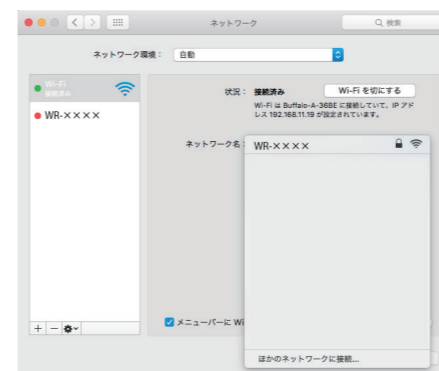 ネットワーク
検索
ネットワーク環境：
自動
Wi-Fi
接続済み
WR-××××
状況：
接続済み
Wi-Fi を切にする
Wi-Fi は Buffalo-A-36BE に接続していて、IP アド
レス 192.168.11.19 が設定されています。
ネットワーク名：
WR-××××
メニューバーに Wi
ほかのネットワークに接続...